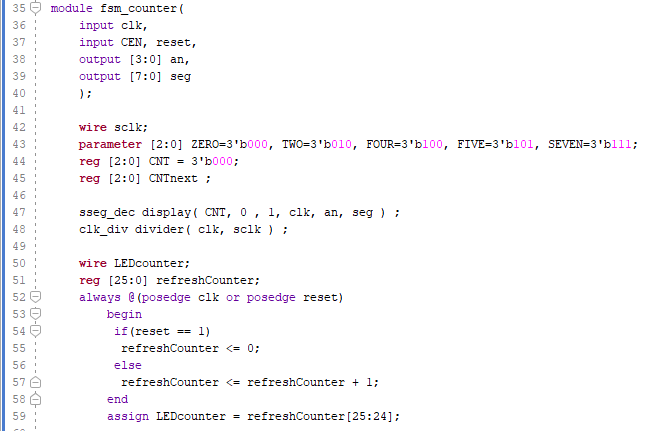 35 module fsm_counter(
36 input clk,
37 input CEN, reset,
38 output [3:0] an,
39 output [7:0] seg
40 );
41
42 wire sclk;
43 parameter [2:0] ZERO=3'b000, TWO=3'b010, FOUR=3'b100, FIVE=3'b101, SEVEN=3'b111;
44 reg [2:0] CNT = 3'b000;
45 reg [2:0] CNTnext ;
46
47 sseg_dec display( CNT, 0 , 1, clk, an, seg ) ;
48 clk_div divider( clk, sclk ) ;
49
50 wire LEDcounter;
51 reg [25:0] refreshCounter;
52 always @(posedge clk or posedge reset)
53 begin
54 if(reset == 1)
55 refreshCounter <= 0;
56 else
57 refreshCounter <= refreshCounter + 1;
58 end
59 assign LEDcounter = refreshCounter[25:24];